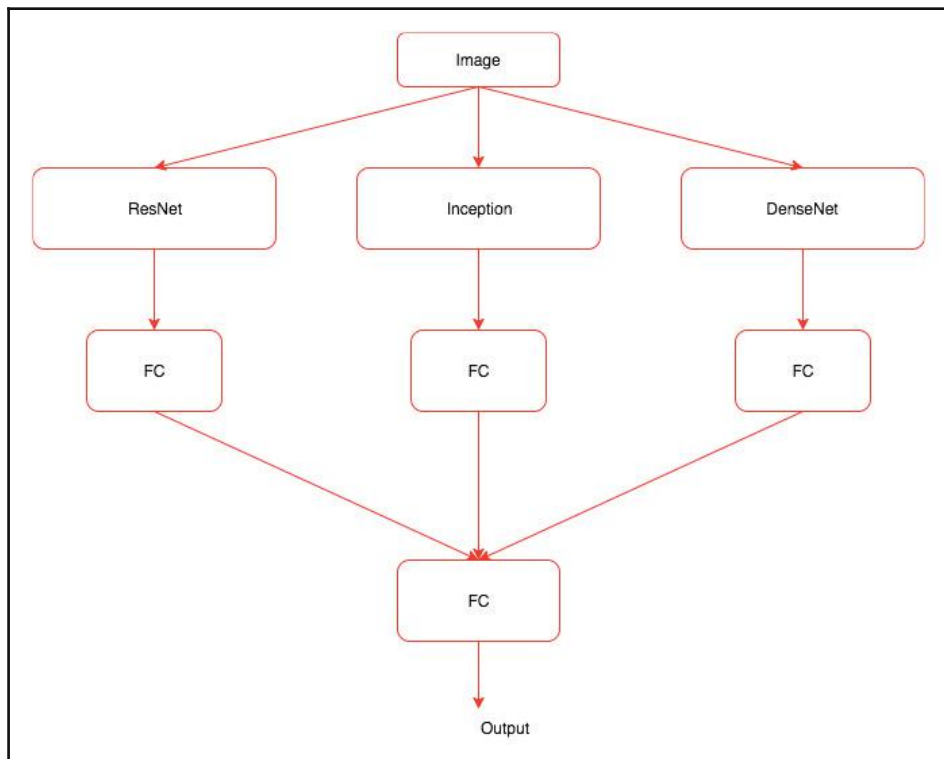 Image
ResNet
Inception
DenseNet
FC
FC
FC
FC
Output